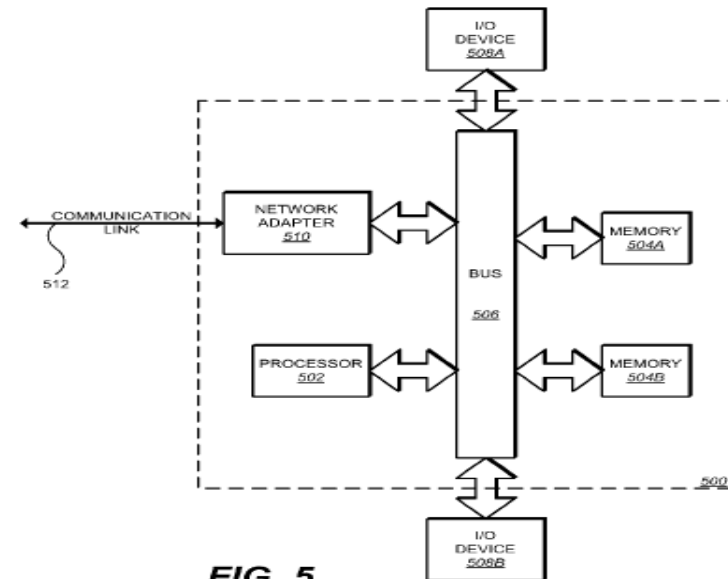 I/O
DEVICE
508A
COMMUNICATION
LINK
512
NETWORK
ADAPTER
510
BUS
506
MEMORY
504A
PROCESSOR
502
MEMORY
504B
500
I/O
DEVICE
508B
FIG. 5